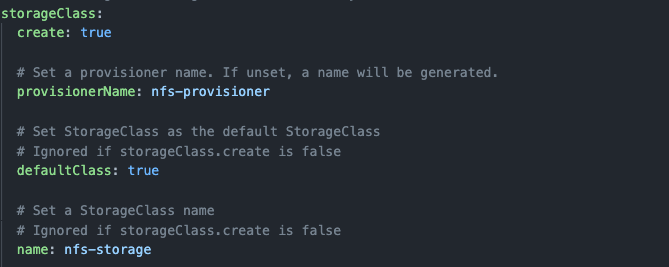 storageClass:
create: true
# Set a provisioner name. If unset, a name will be generated.
provisionerName: nfs-provisioner
# Set StorageClass as the default StorageClass
# Ignored if storageClass.create is false
defaultClass: true
# Set a StorageClass name
# Ignored if storageClass.create is false
name: nfs-storage